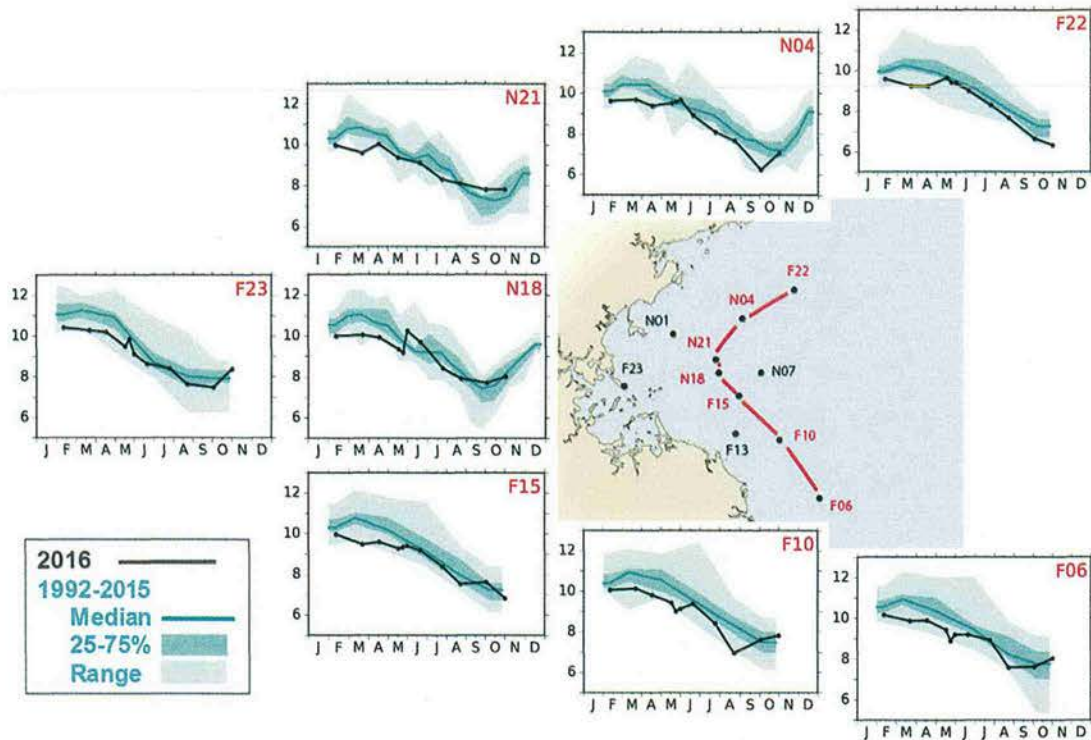 F22
12
10
8
6
J F M A M J J A S O N D
N04
12
10
8
6
J F M A M J J A S O N D
N21
12
10
8
6
J F M A M J J A S O N D
F23
12
10
8
6
J F M A M J J A S O N D
N18
12
10
8
6
J F M A M J J A S O N D
F22
N04
N01
N21
F23
N18
N07
F15
F10
F13
F06
F15
12
10
8
6
J F M A M J J A S O N D
2016
1992-2015
Median
25-75%
Range
F10
12
10
8
6
J F M A M J J A S O N D
F06
12
10
8
6
J F M A M J J A S O N D